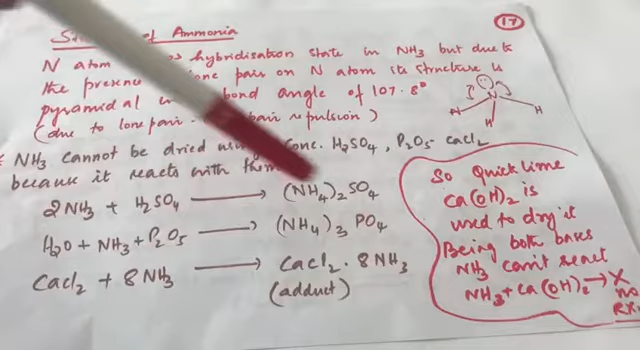 17
of Ammonia
N atom hybridisation state in NH3 but due to
the presence lone pair on N atom its structure is
pyramidal bond angle of 107.8°
(due to lone pair - pair repulsion)
N
H
H
NH3 cannot be dried conc. H2SO4, P2O5 CaCl2
because it reacts with them
2NH3 + H2SO4 → (NH4)2SO4
H2O + NH3 + P2O5 → (NH4)3 PO4
CaCl2 + 8NH3 → CaCl2 . 8NH3
(adduct)
So Quick lime
Ca(OH)2 is
used to dry it
Being both bases
NH3 can't react
NH3 + Ca(OH)2 → X
no
RX